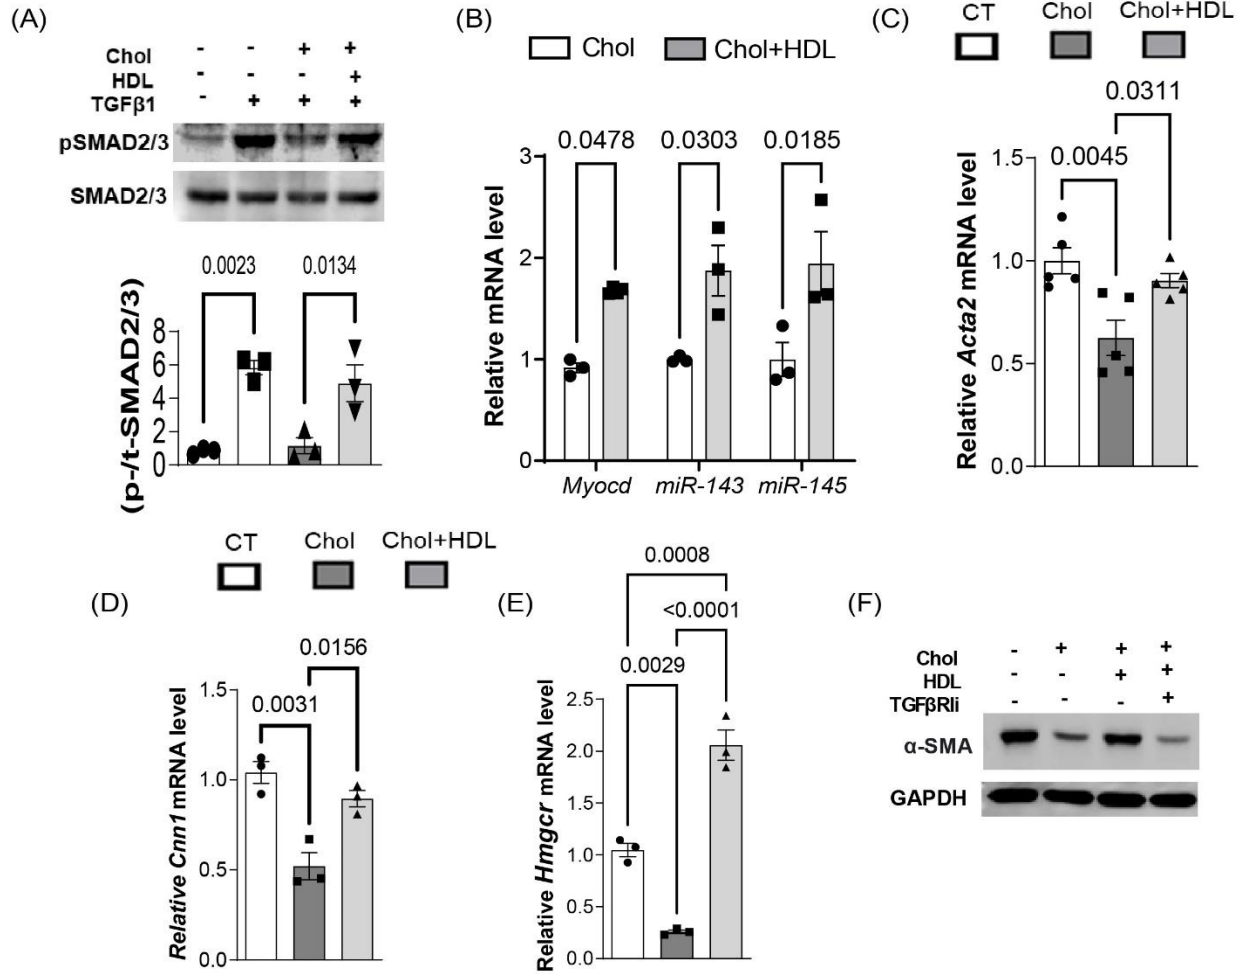 (A)
Chol - - + +
HDL - - - +
TGFβ1 - + + +
pSMAD2/3
SMAD2/3
0.0023 0.0134
(p-/t-SMAD2/3)
8
6
4
2
0
(B)
Chol Chol+HDL
0.0478 0.0303 0.0185
Relative mRNA level
3
2
1
0
Myocd miR-143 miR-145
(C)
CT Chol Chol+HDL
0.0311
0.0045
Relative Acta2 mRNA level
1.5
1.0
0.5
0.0
CT Chol Chol+HDL
(D)
0.0156
0.0031
Relative Cnn1 mRNA level
1.5
1.0
0.5
0.0
(E)
0.0008
<0.0001
0.0029
Relative Hmgcr mRNA level
2.5
2.0
1.5
1.0
0.5
0.0
(F)
Chol - + + +
HDL - - + +
TGFβRIi - - - +
α-SMA
GAPDH